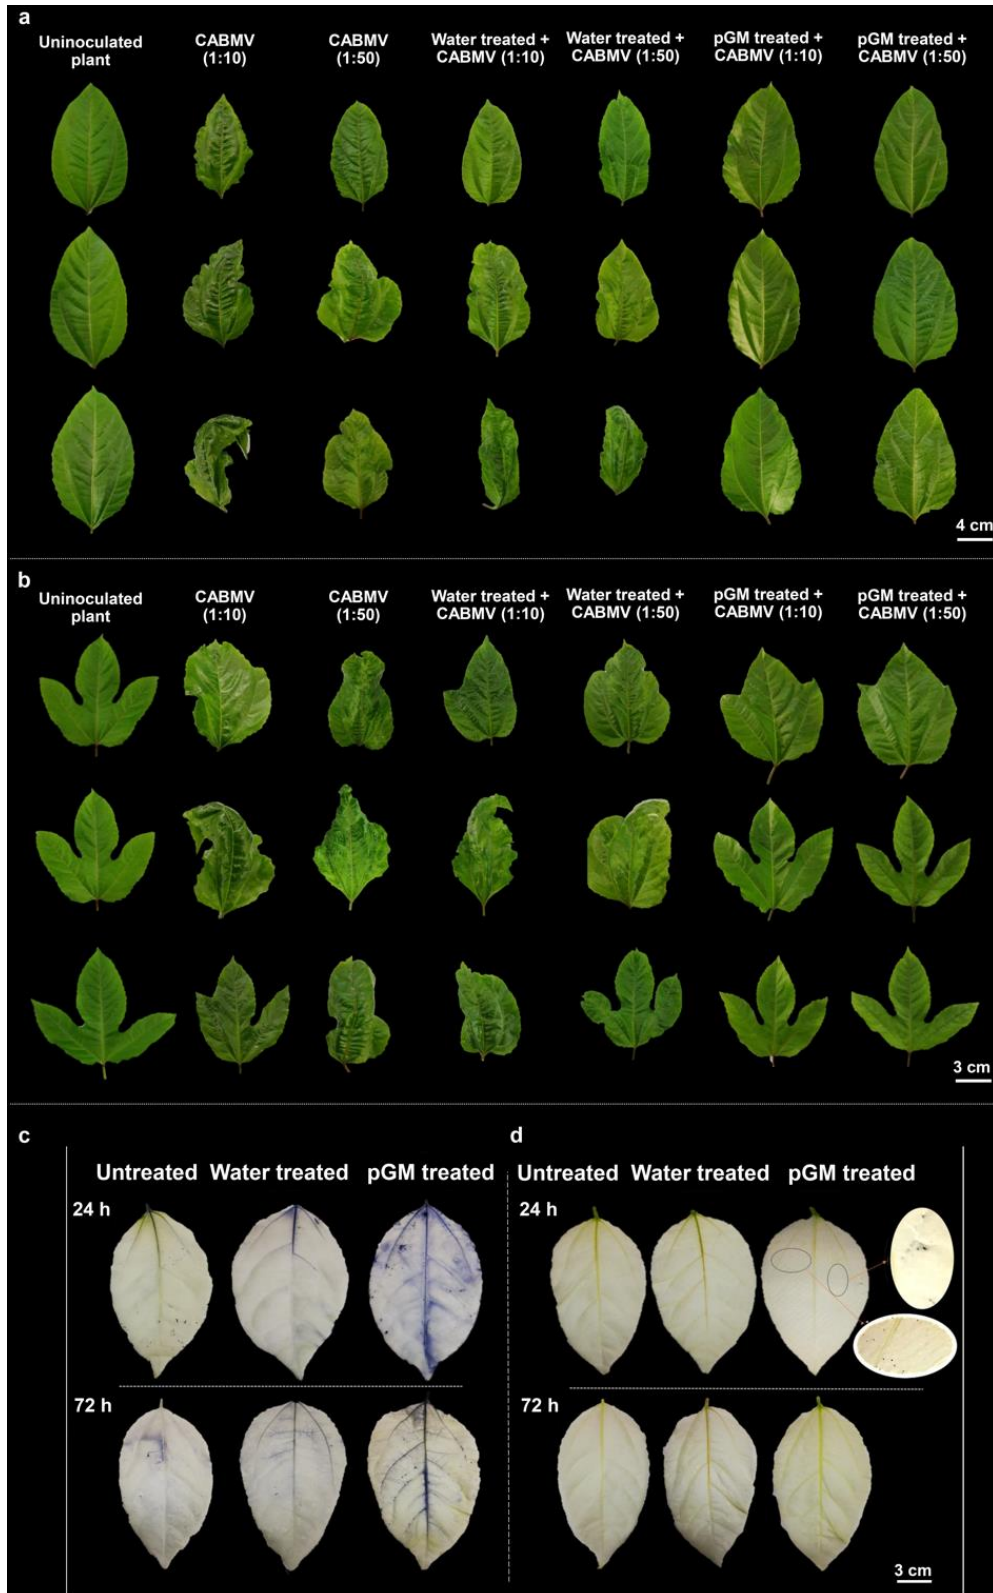 a
Uninoculated
plant
CABMV
(1:10)
CABMV
(1:50)
Water treated +
CABMV (1:10)
Water treated +
CABMV (1:50)
pGM treated +
CABMV (1:10)
pGM treated +
CABMV (1:50)
4 cm
b
Uninoculated
plant
CABMV
(1:10)
CABMV
(1:50)
Water treated +
CABMV (1:10)
Water treated +
CABMV (1:50)
pGM treated +
CABMV (1:10)
pGM treated +
CABMV (1:50)
3 cm
c
Untreated
Water treated
pGM treated
24 h
72 h
d
Untreated
Water treated
pGM treated
24 h
72 h
3 cm